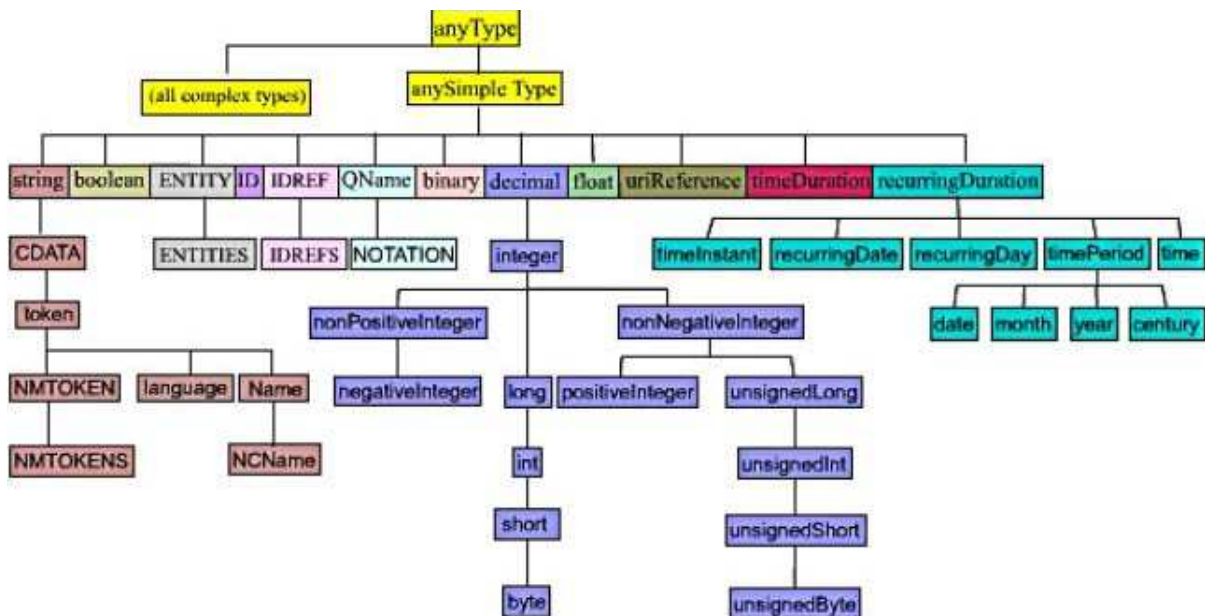 anyType
(all complex types) anySimple Type
string boolean ENTITY ID IDREF QName binary decimal float uriReference timeDuration recurringDuration
CDATA ENTITIES IDREFS NOTATION integer timeInstant recurringDate recurringDay timePeriod time
token nonPositiveInteger nonNegativeInteger date month year century
NMTOKEN language Name negativeInteger long positiveInteger unsignedLong
NMTOKENS NCName int unsignedInt
short unsignedShort
byte unsignedByte